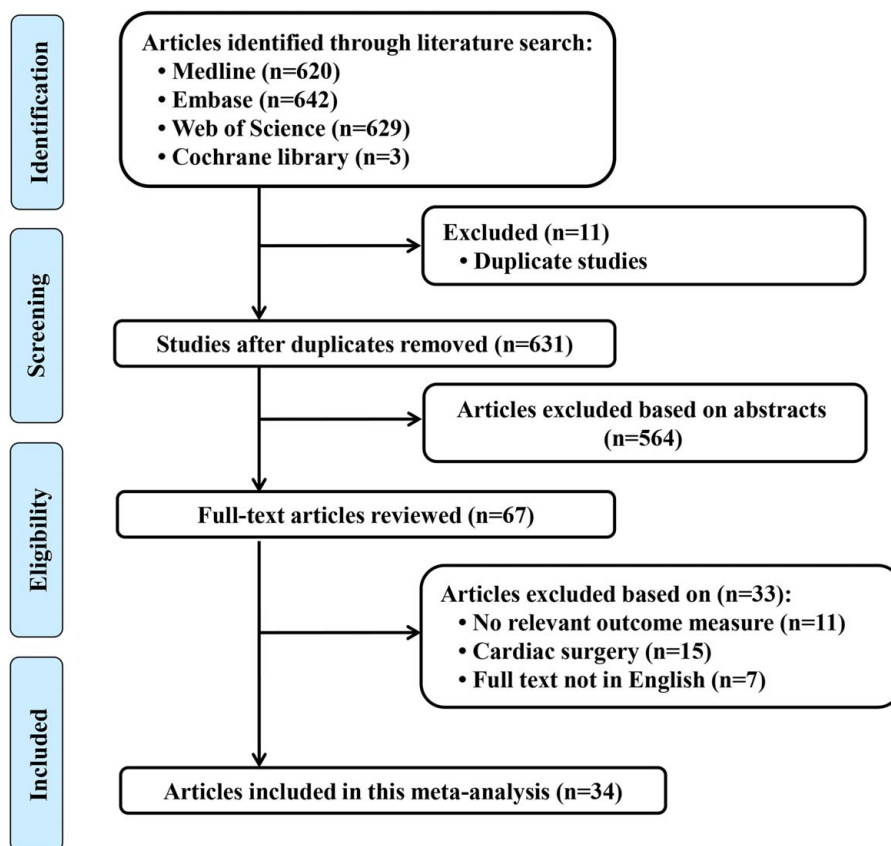 Identification
Articles identified through literature search:
• Medline (n=620)
• Embase (n=642)
• Web of Science (n=629)
• Cochrane library (n=3)
Excluded (n=11)
• Duplicate studies
Screening
Studies after duplicates removed (n=631)
Articles excluded based on abstracts
(n=564)
Eligibility
Full-text articles reviewed (n=67)
Articles excluded based on (n=33):
• No relevant outcome measure (n=11)
• Cardiac surgery (n=15)
• Full text not in English (n=7)
Included
Articles included in this meta-analysis (n=34)